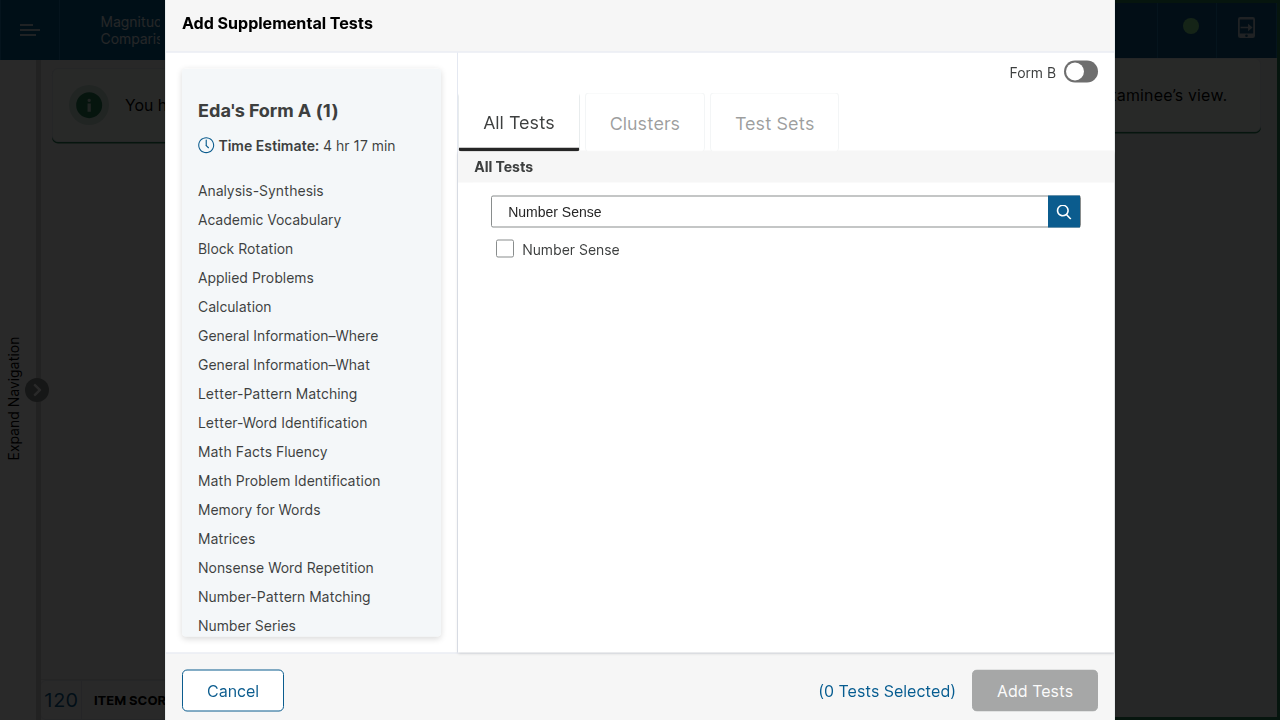 Add Supplemental Tests
Form B
Eda's Form A (1)
Time Estimate: 4 hr 17 min
Analysis-Synthesis
Academic Vocabulary
Block Rotation
Applied Problems
Calculation
General Information–Where
General Information–What
Letter-Pattern Matching
Letter-Word Identification
Math Facts Fluency
Math Problem Identification
Memory for Words
Matrices
Nonsense Word Repetition
Number-Pattern Matching
Number Series
All Tests
Clusters
Test Sets
All Tests
Number Sense
Number Sense
Cancel
(0 Tests Selected)
Add Tests
You h
aminee's view.
Expand Navigation
120
ITEM SCOR